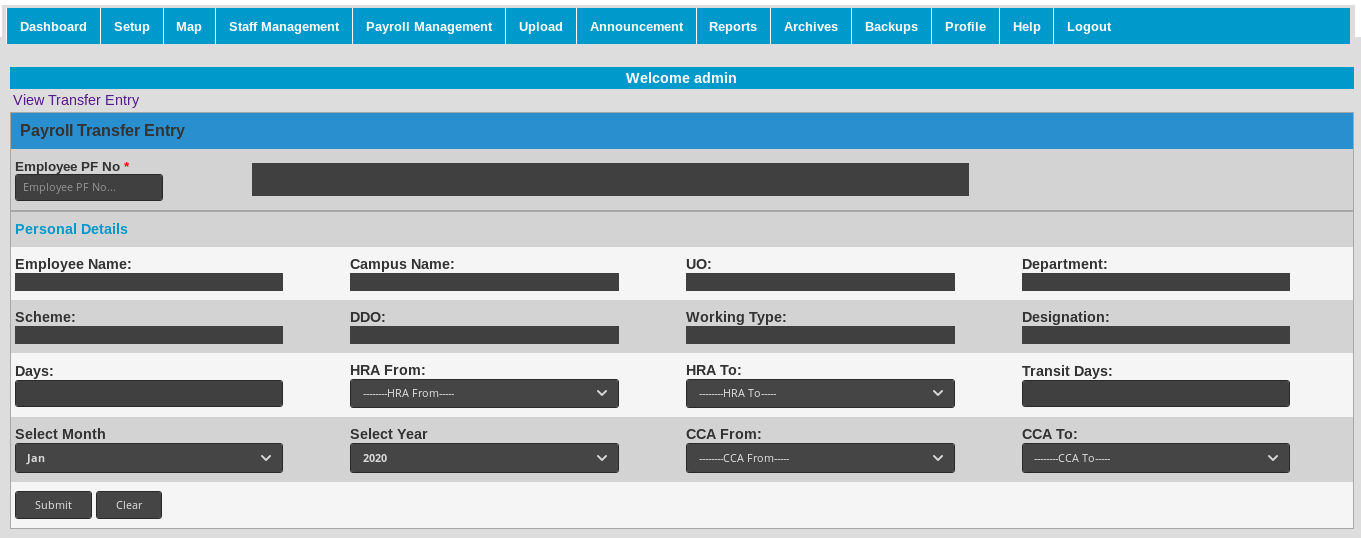 Dashboard Setup Map Staff Management Payroll Management Upload Announcement Reports Archives Backups Profile Help Logout
Welcome admin
View Transfer Entry
Payroll Transfer Entry
Employee PF No *
Employee PF No...
Personal Details
Employee Name: Campus Name: UO: Department:
Scheme: DDO: Working Type: Designation:
Days: HRA From: HRA To: Transit Days:
--------HRA From----- --------HRA To-----
Select Month Select Year CCA From: CCA To:
Jan 2020 --------CCA From----- --------CCA To-----
Submit Clear